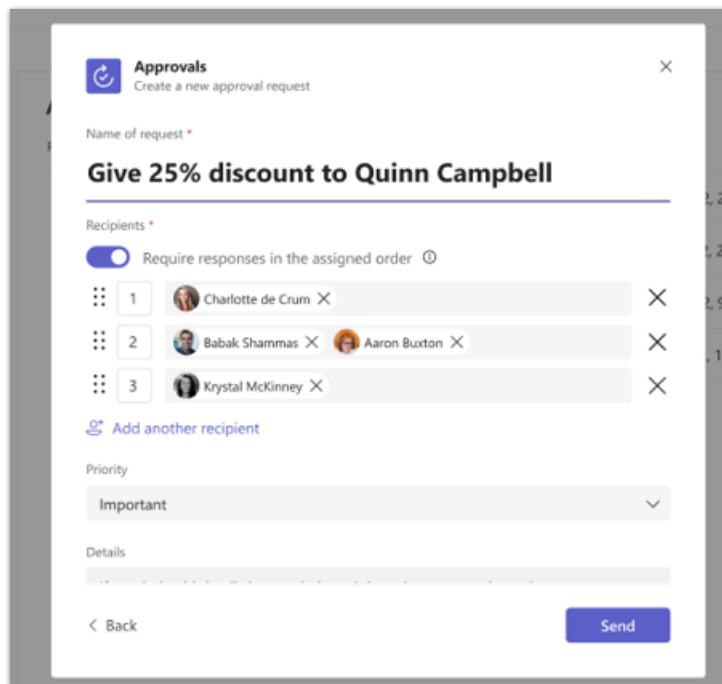 Approvals
Create a new approval request
Name of request *
Give 25% discount to Quinn Campbell
Recipients *
Require responses in the assigned order
1 Charlotte de Crum
2 Babak Shammas Aaron Buxton
3 Krystal McKinney
Add another recipient
Priority
Important
Details
Back Send